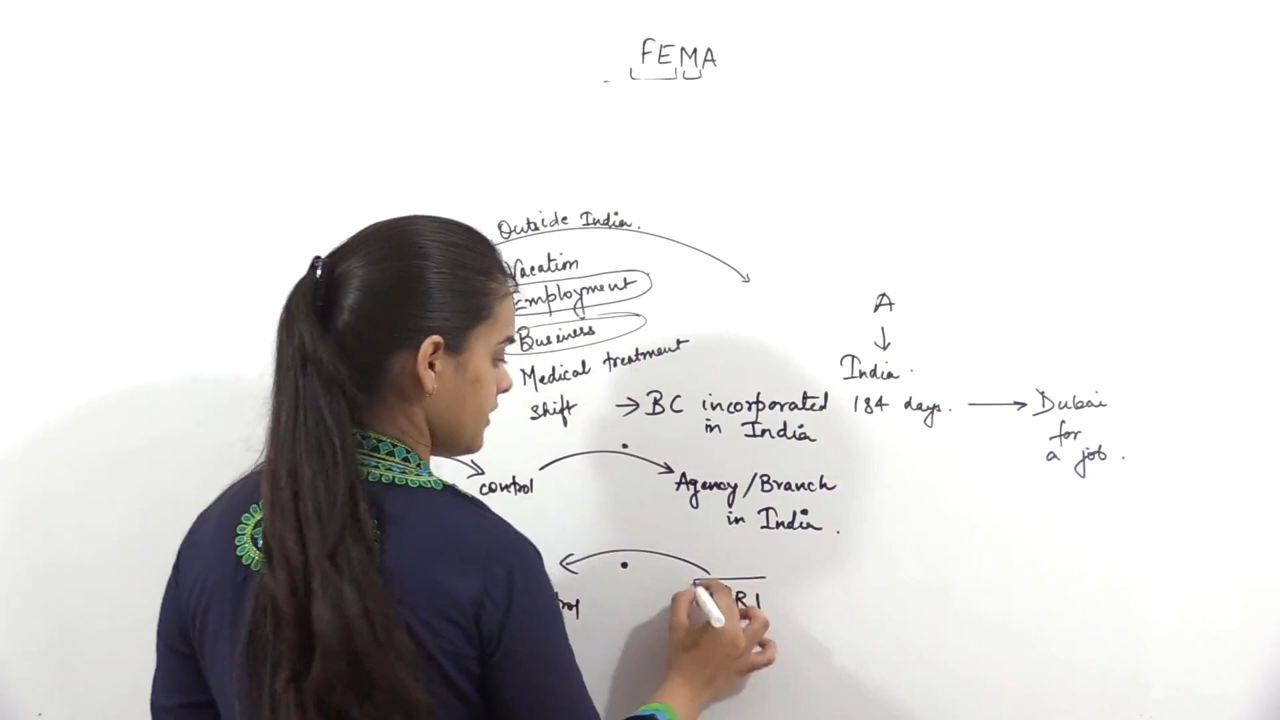 FEMA
Outside India.
Vacation
Employment
Business
Medical treatment
shift → BC incorporated
in India
control
Agency/Branch
in India.
A
↓
India.
184 days. → Dubai
for
a job.